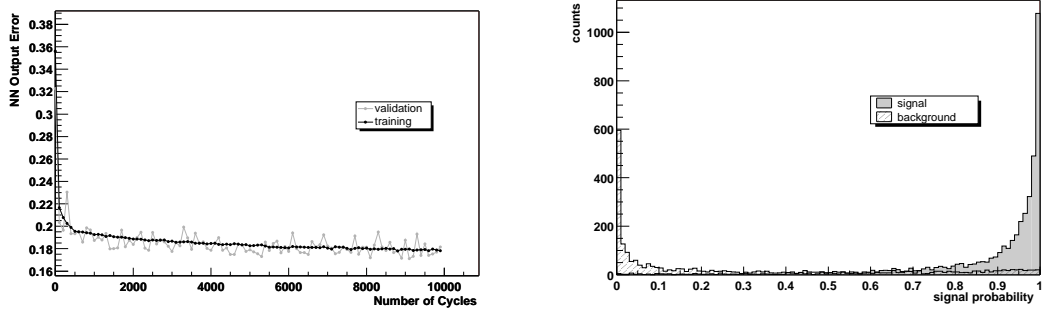 NN Output Error
0.38
0.36
0.34
0.32
0.3
0.28
0.26
0.24
0.22
0.2
0.18
0.16
validation
training
0 2000 4000 6000 8000 10000
Number of Cycles
counts
1000
800
600
400
200
0
signal
background
0 0.1 0.2 0.3 0.4 0.5 0.6 0.7 0.8 0.9 1
signal probability